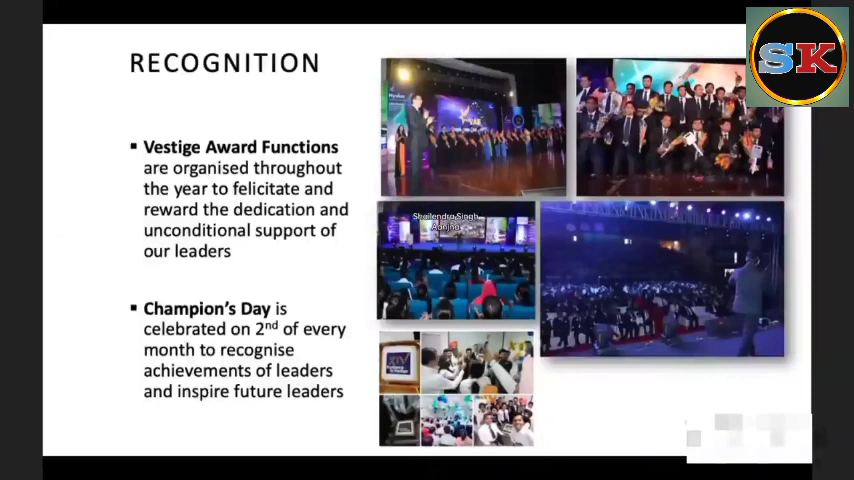 RECOGNITION
SK
▪ Vestige Award Functions
are organised throughout
the year to felicitate and
reward the dedication and
unconditional support of
our leaders
Shailendra Singh
▪ Champion's Day is
celebrated on 2nd of every
month to recognise
achievements of leaders
and inspire future leaders